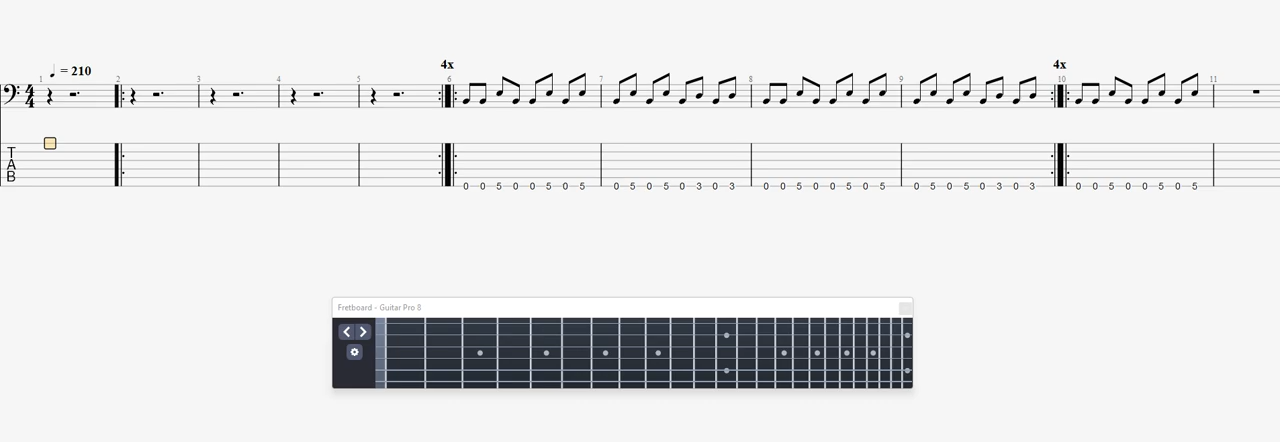 4x 4x
♩ = 210
1 2 3 4 5 6 7 8 9 10 11
4
4
T
A
B
0 0 5 0 0 5 0 5 0 5 0 5 0 3 0 3 0 0 5 0 0 5 0 5 0 5 0 5 0 3 0 3 0 0 5 0 0 5 0 5
Fretboard - Guitar Pro 8